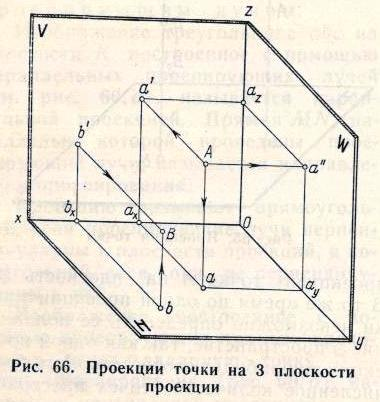 V
z
a'
a_z
b'
W
A
a"
x
b_x
a_x
O
B
a
a_y
b
H
y
Рис. 66. Проекции точки на 3 плоскости
проекции